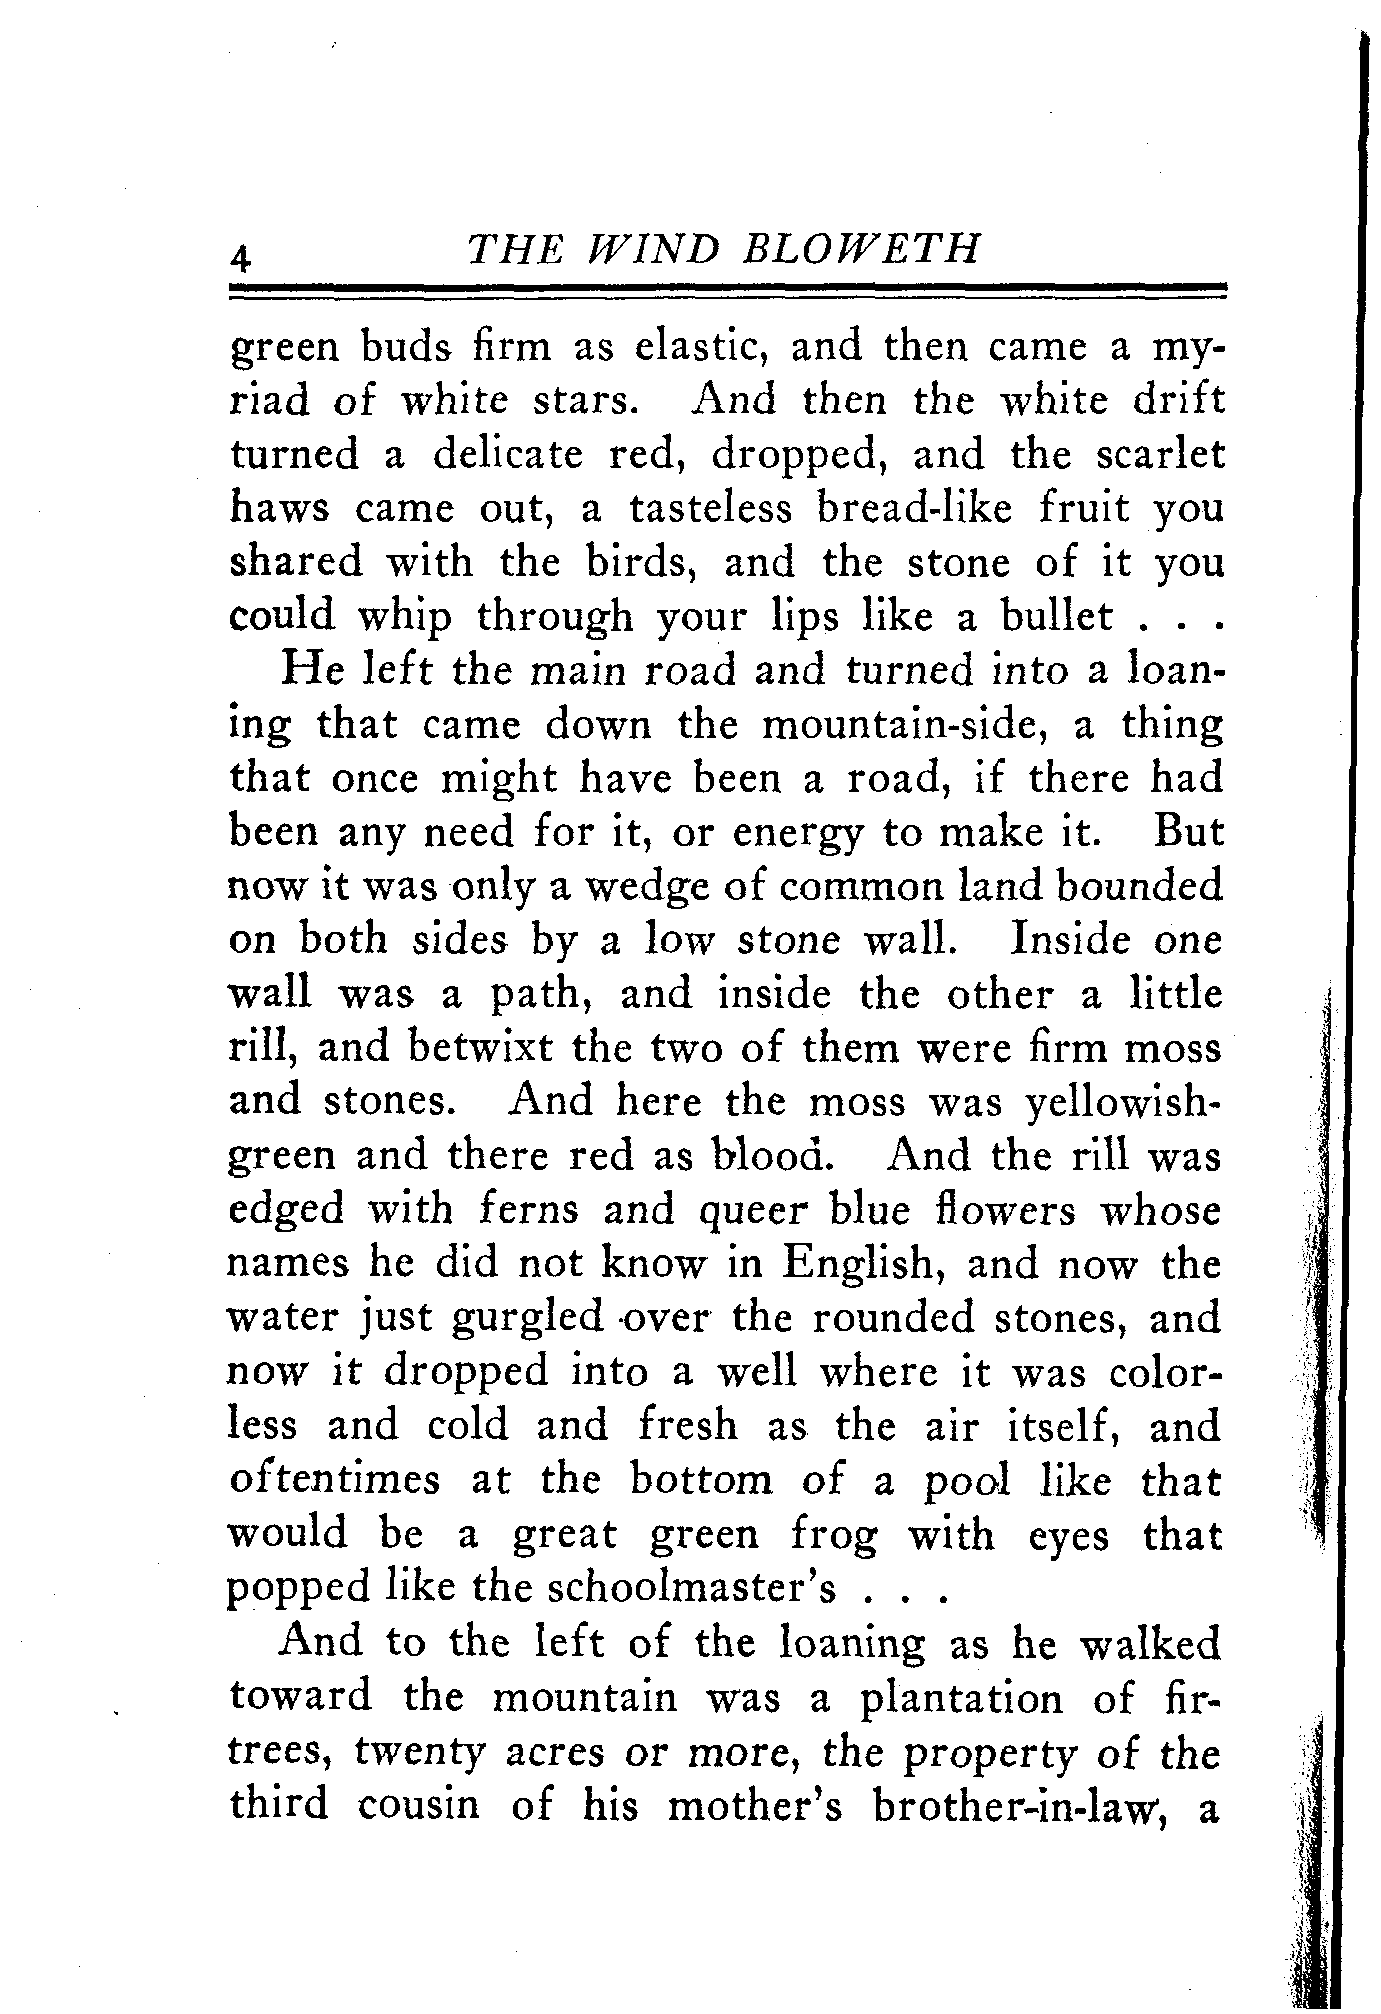 4 THE WIND BLOWETH
green buds firm as elastic, and then came a my-
riad of white stars. And then the white drift
turned a delicate red, dropped, and the scarlet
haws came out, a tasteless bread-like fruit you
shared with the birds, and the stone of it you
could whip through your lips like a bullet . . .
He left the main road and turned into a loan-
ing that came down the mountain-side, a thing
that once might have been a road, if there had
been any need for it, or energy to make it. But
now it was only a wedge of common land bounded
on both sides by a low stone wall. Inside one
wall was a path, and inside the other a little
rill, and betwixt the two of them were firm moss
and stones. And here the moss was yellowish-
green and there red as blood. And the rill was
edged with ferns and queer blue flowers whose
names he did not know in English, and now the
water just gurgled over the rounded stones, and
now it dropped into a well where it was color-
less and cold and fresh as the air itself, and
oftentimes at the bottom of a pool like that
would be a great green frog with eyes that
popped like the schoolmaster's . . .
And to the left of the loaning as he walked
toward the mountain was a plantation of fir-
trees, twenty acres or more, the property of the
third cousin of his mother's brother-in-law, a